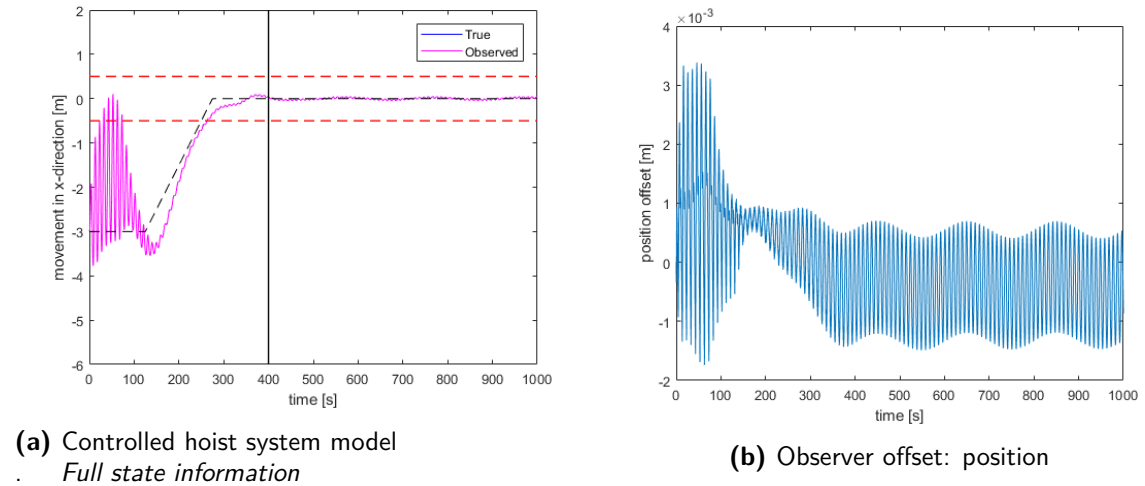 2
1
0
-1
-2
-3
-4
-5
-6
movement in x-direction [m]
True
Observed
0 100 200 300 400 500 600 700 800 900 1000
time [s]
(a) Controlled hoist system model
. Full state information
×10⁻³
4
3
2
1
0
-1
-2
position offset [m]
0 100 200 300 400 500 600 700 800 900 1000
time [s]
(b) Observer offset: position